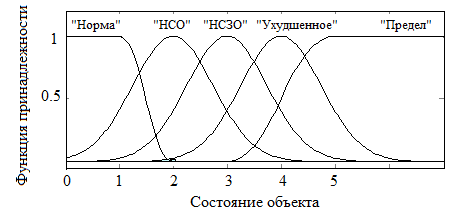 "Норма" "НСО" "НСЗО" "Ухудшенное" "Предел"
Функция принадлежности
1
0.5
0 1 2 3 4 5
Состояние объекта